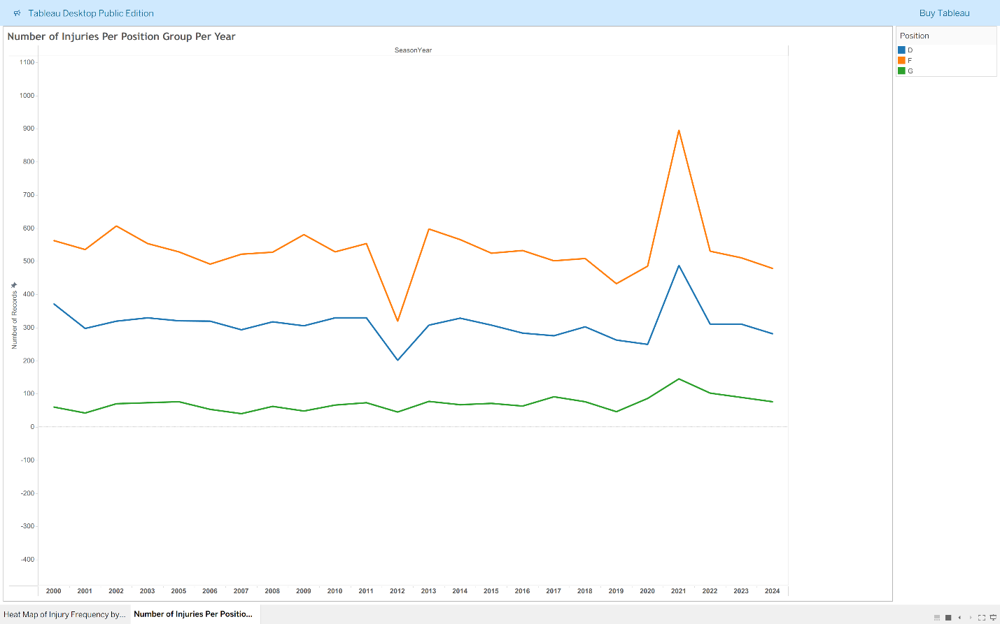 Tableau Desktop Public Edition
Buy Tableau
Number of Injuries Per Position Group Per Year
SeasonYear
Position
D
F
G
1100
1000
900
800
700
600
500
400
300
200
100
0
-100
-200
-300
-400
Number of Records
2000 2001 2002 2003 2005 2006 2007 2008 2009 2010 2011 2012 2013 2014 2015 2016 2017 2018 2019 2020 2021 2022 2023 2024
Heat Map of Injury Frequency by... Number of Injuries Per Positio...